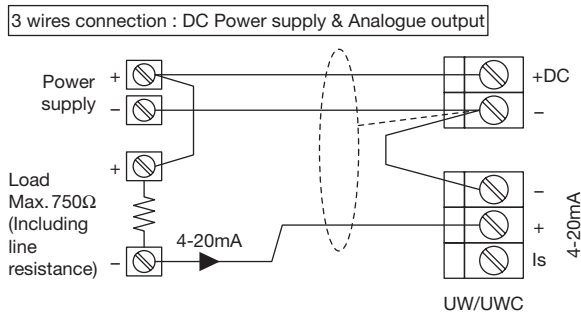 3 wires connection : DC Power supply & Analogue output
Power
supply
+
−
+DC
−
Load
Max. 750Ω
(Including
line
resistance)
+
−
4-20mA
−
+
Is
4-20mA
UW/UWC